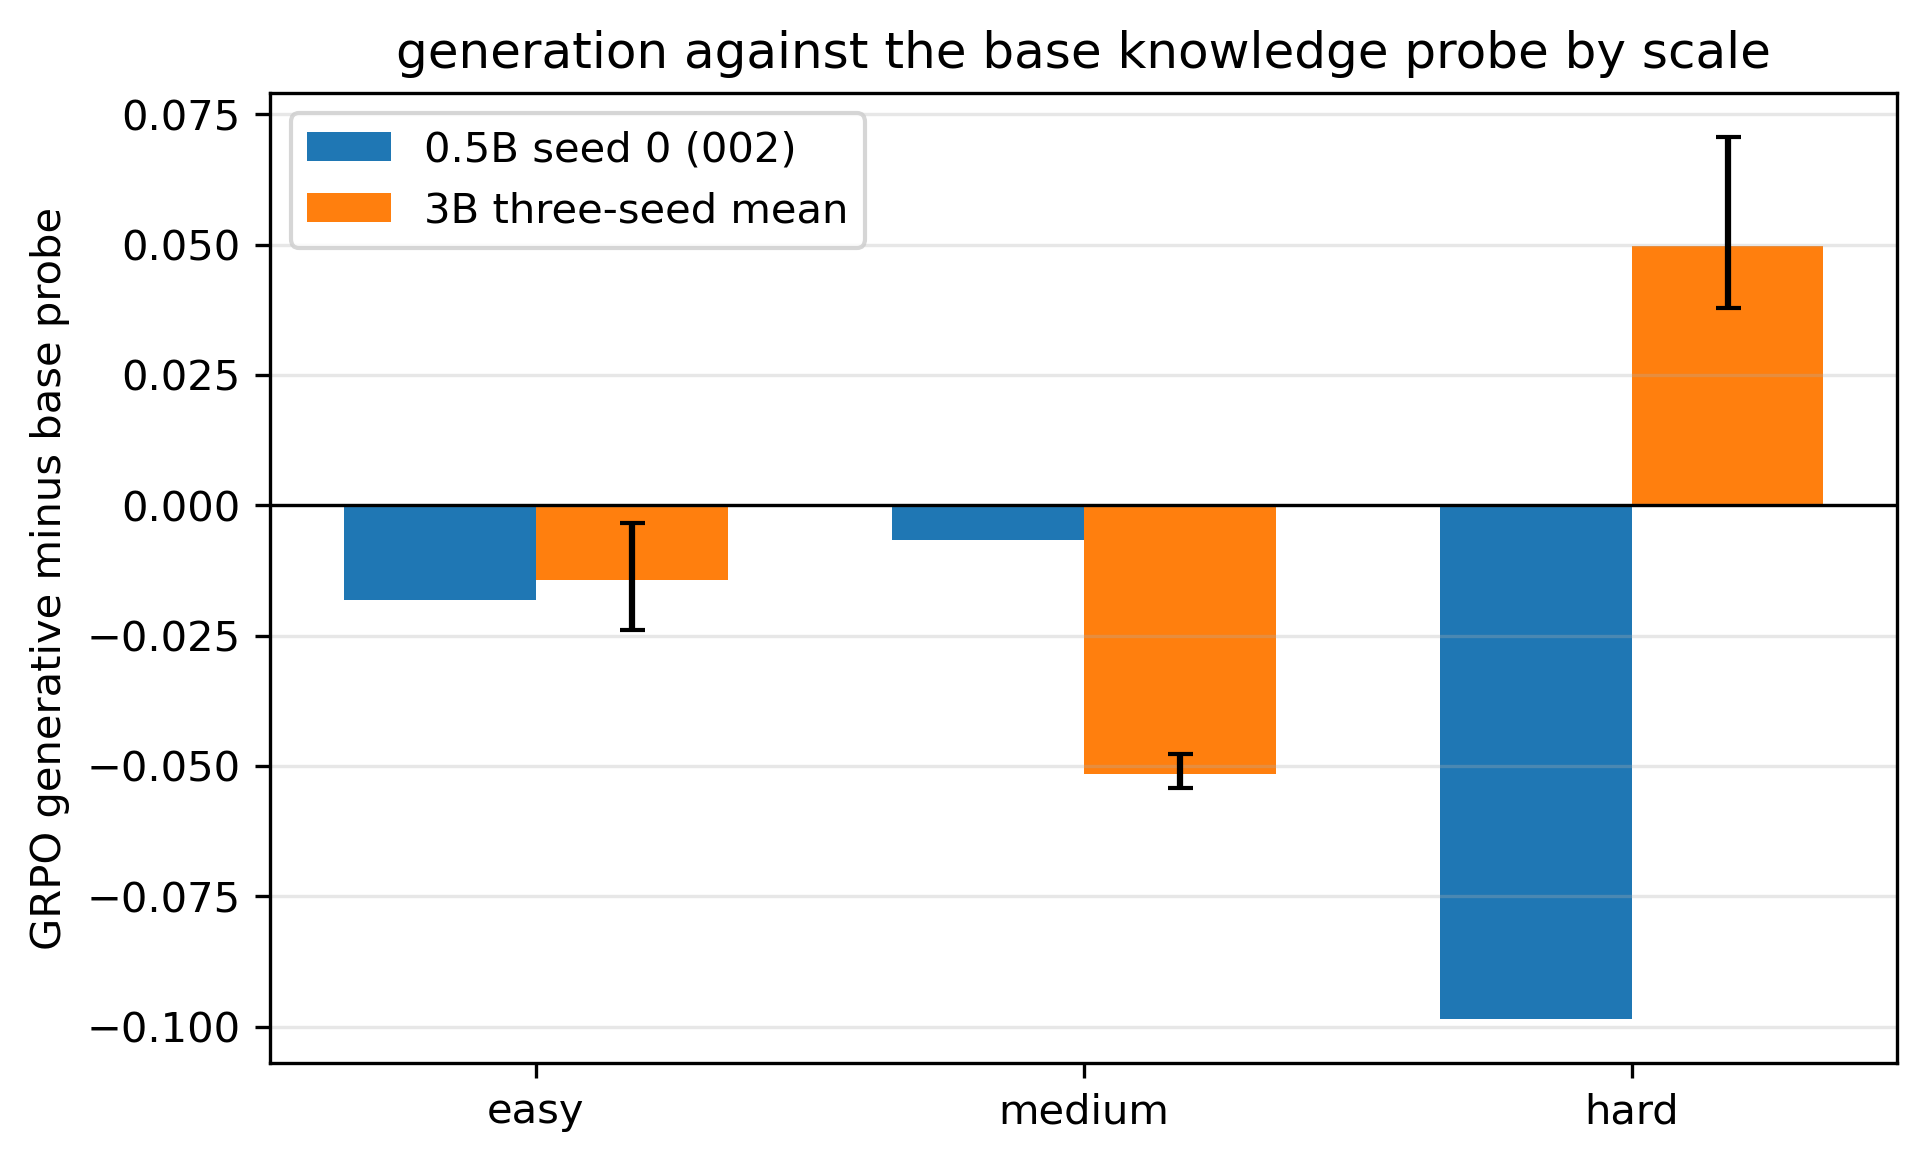 generation against the base knowledge probe by scale
0.5B seed 0 (002)
3B three-seed mean
GRPO generative minus base probe
0.075
0.050
0.025
0.000
−0.025
−0.050
−0.075
−0.100
easy
medium
hard